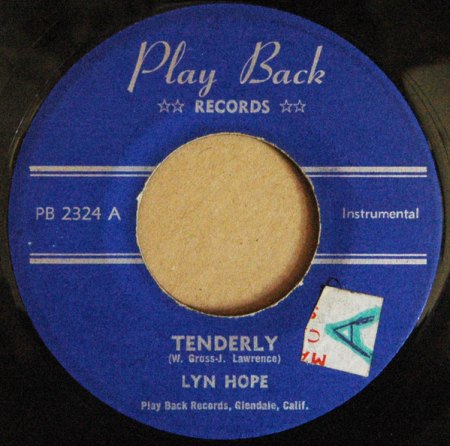 Play Back
☆☆ RECORDS ☆☆
PB 2324 A
Instrumental
TENDERLY
(W. Gross-J. Lawrence)
LYN HOPE
Play Back Records, Glendale, Calif.
A